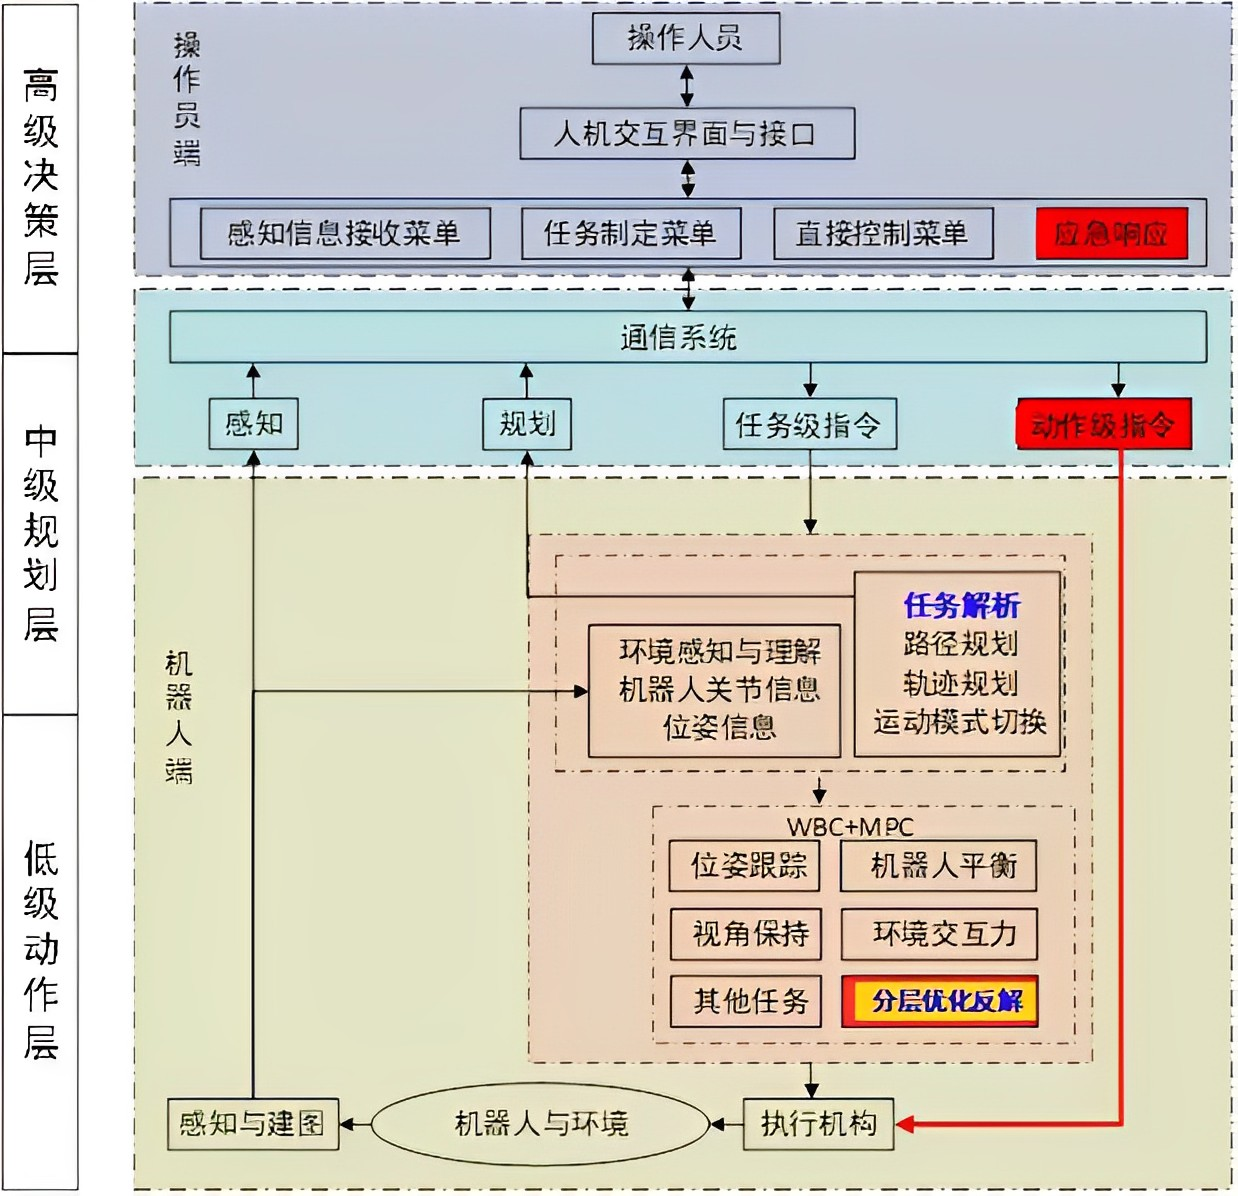 高级决策层
中级规划层
低级动作层
操作员端
操作人员
人机交互界面与接口
感知信息接收菜单
任务制定菜单
直接控制菜单
应急响应
通信系统
感知
规划
任务级指令
动作级指令
机器人端
环境感知与理解
机器人关节信息
位姿信息
任务解析
路径规划
轨迹规划
运动模式切换
WBC+MPC
位姿跟踪
机器人平衡
视角保持
环境交互力
其他任务
分层优化反解
感知与建图
机器人与环境
执行机构